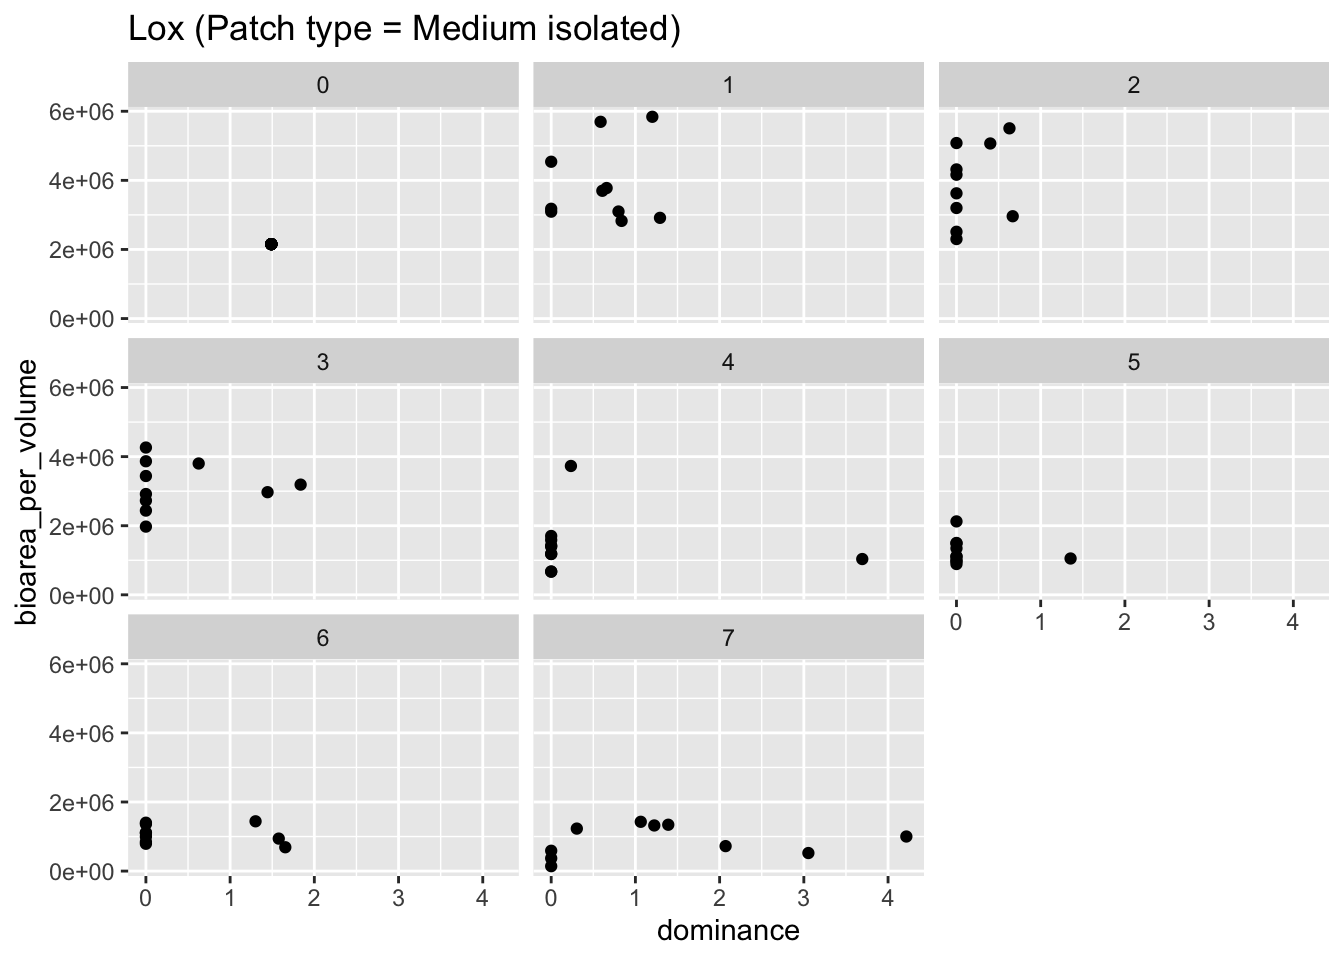 Lox (Patch type = Medium isolated)
0
1
2
6e+06
4e+06
2e+06
0e+00
3
4
5
6e+06
4e+06
2e+06
0e+00
0 1 2 3 4
6
7
6e+06
4e+06
2e+06
0e+00
0 1 2 3 4
0 1 2 3 4
dominance
bioarea_per_volume